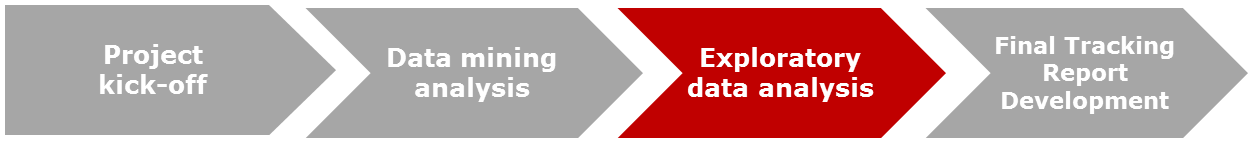 Project
kick-off
Data mining
analysis
Exploratory
data analysis
Final Tracking
Report
Development